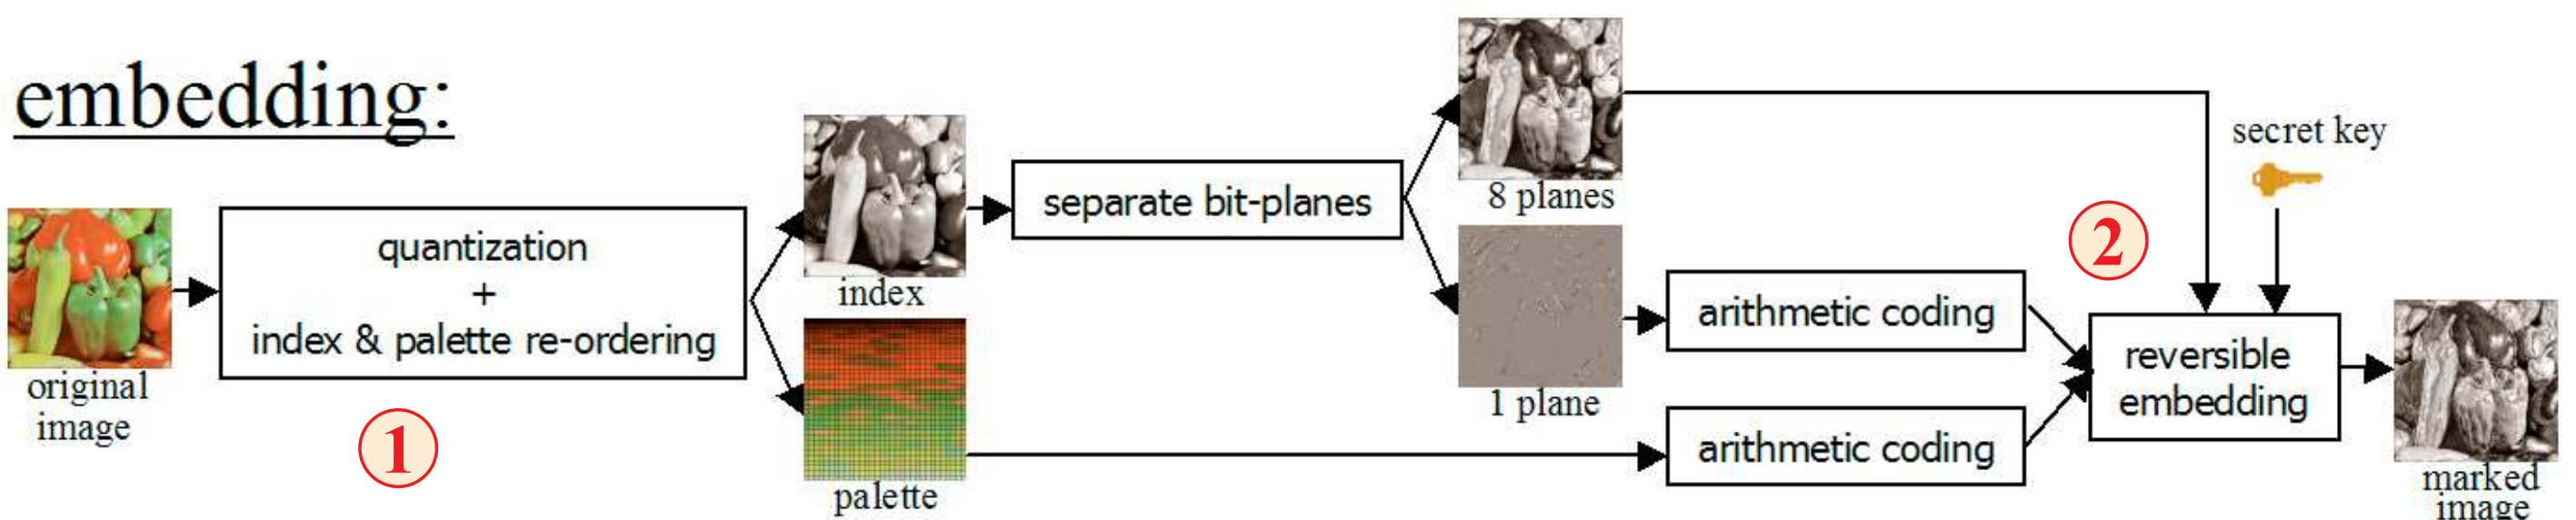 embedding:
original
image
quantization
+
index & palette re-ordering
1
index
palette
separate bit-planes
8 planes
1 plane
arithmetic coding
arithmetic coding
2
secret key
reversible
embedding
marked
image